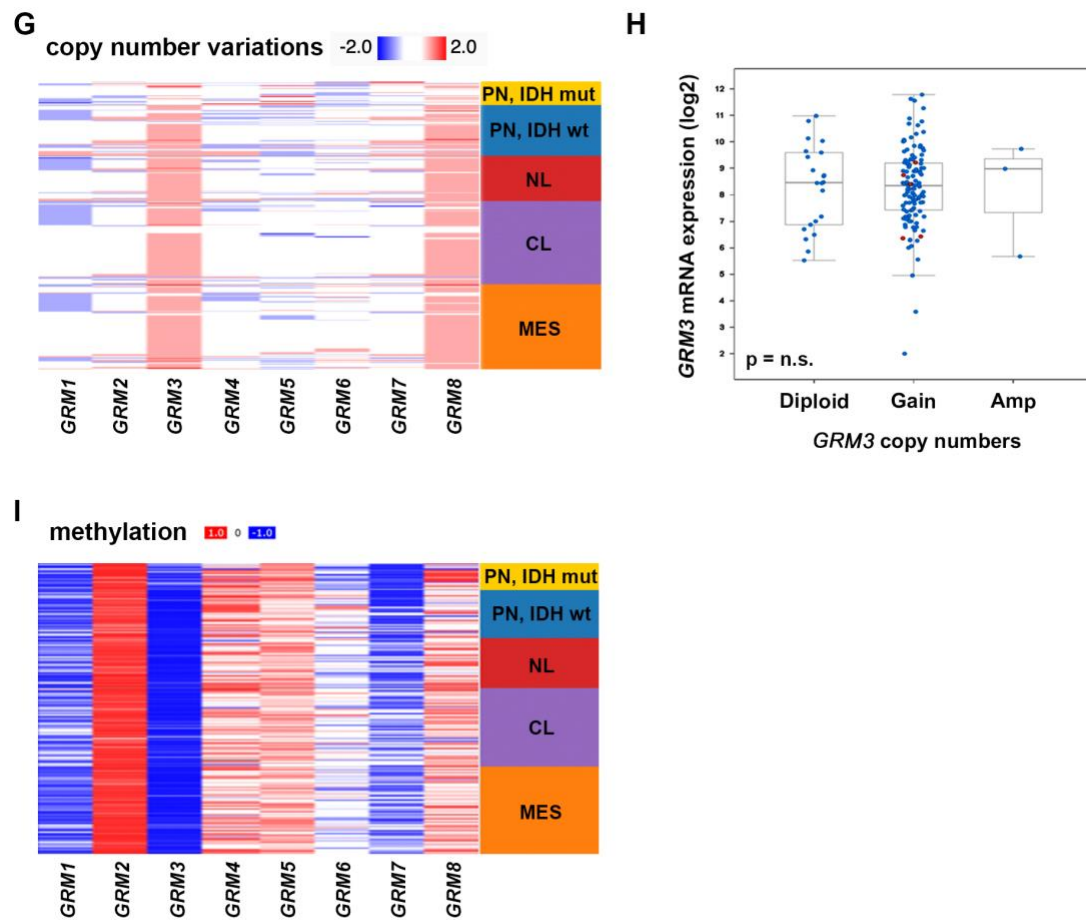 G
copy number variations -2.0 2.0
PN, IDH mut
PN, IDH wt
NL
CL
MES
GRM1 GRM2 GRM3 GRM4 GRM5 GRM6 GRM7 GRM8
H
GRM3 mRNA expression (log2)
12
11
10
9
8
7
6
5
4
3
2
p = n.s.
Diploid Gain Amp
GRM3 copy numbers
I
methylation 1.0 0 -1.0
PN, IDH mut
PN, IDH wt
NL
CL
MES
GRM1 GRM2 GRM3 GRM4 GRM5 GRM6 GRM7 GRM8